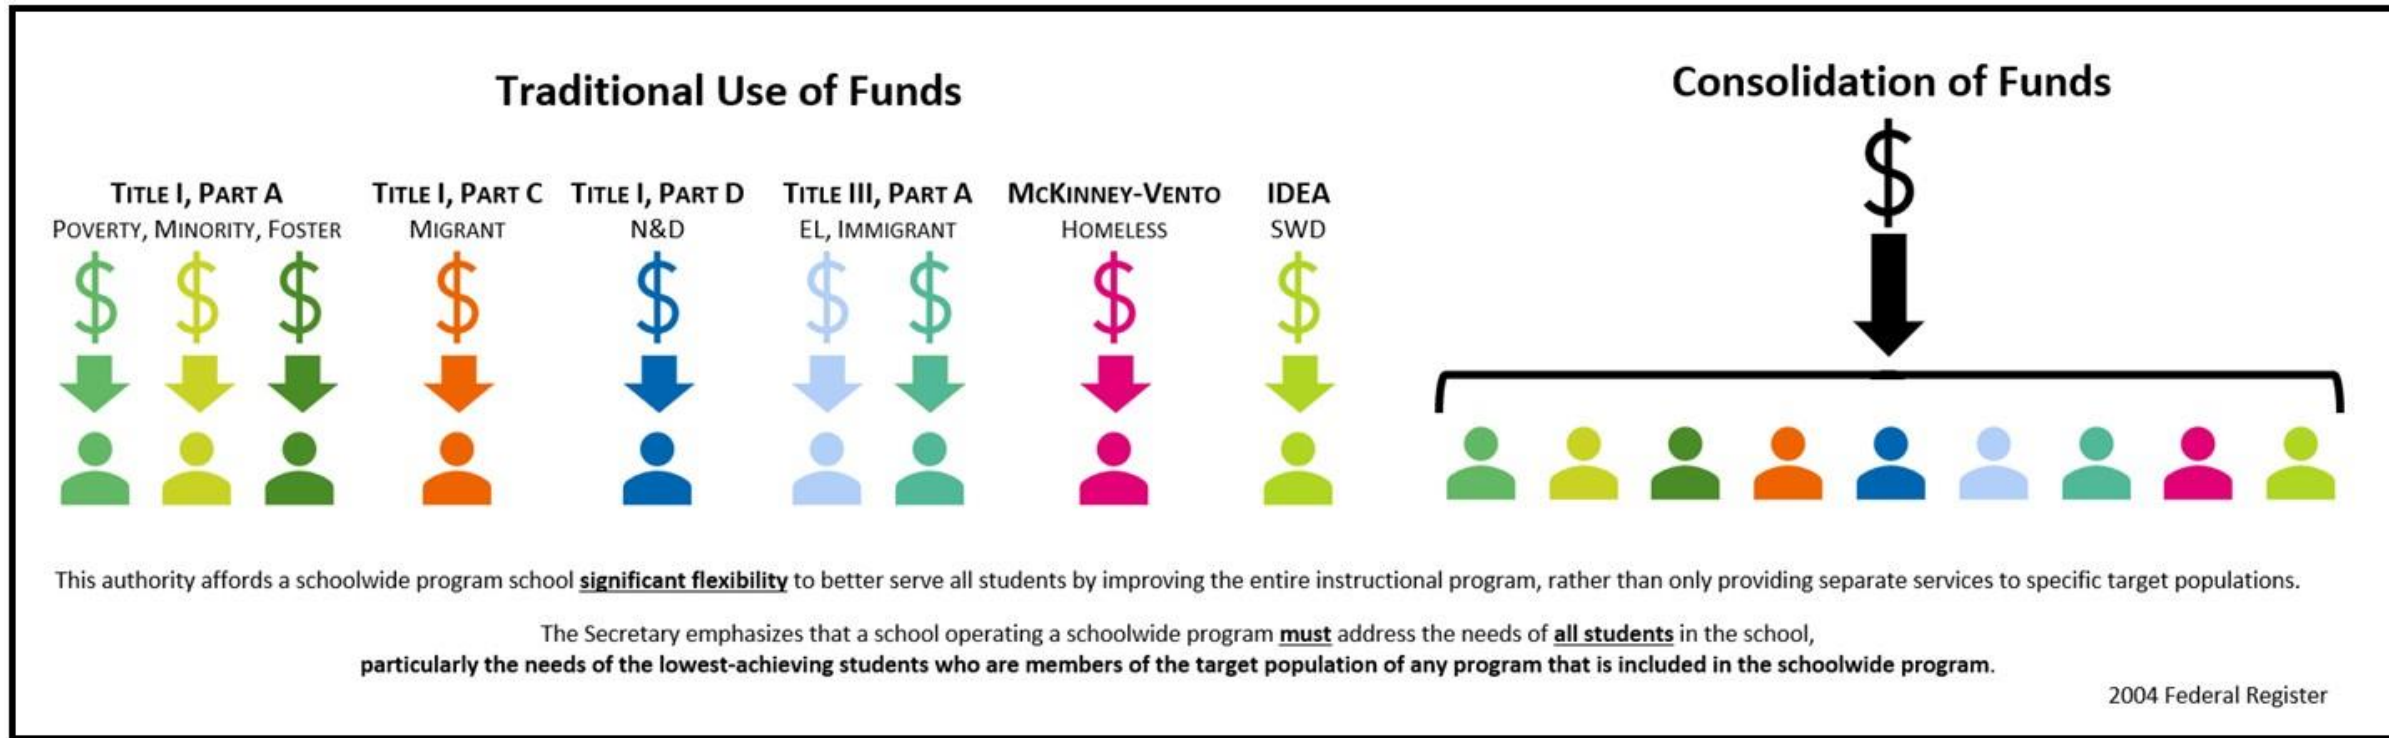 Traditional Use of Funds
Consolidation of Funds
$
TITLE I, PART A
POVERTY, MINORITY, FOSTER
TITLE I, PART C
MIGRANT
TITLE I, PART D
N&D
TITLE III, PART A
EL, IMMIGRANT
MCKINNEY-VENTO
HOMELESS
IDEA
SWD
$ $ $ $ $ $ $ $ $
This authority affords a schoolwide program school significant flexibility to better serve all students by improving the entire instructional program, rather than only providing separate services to specific target populations.
The Secretary emphasizes that a school operating a schoolwide program must address the needs of all students in the school,
particularly the needs of the lowest-achieving students who are members of the target population of any program that is included in the schoolwide program.
2004 Federal Register